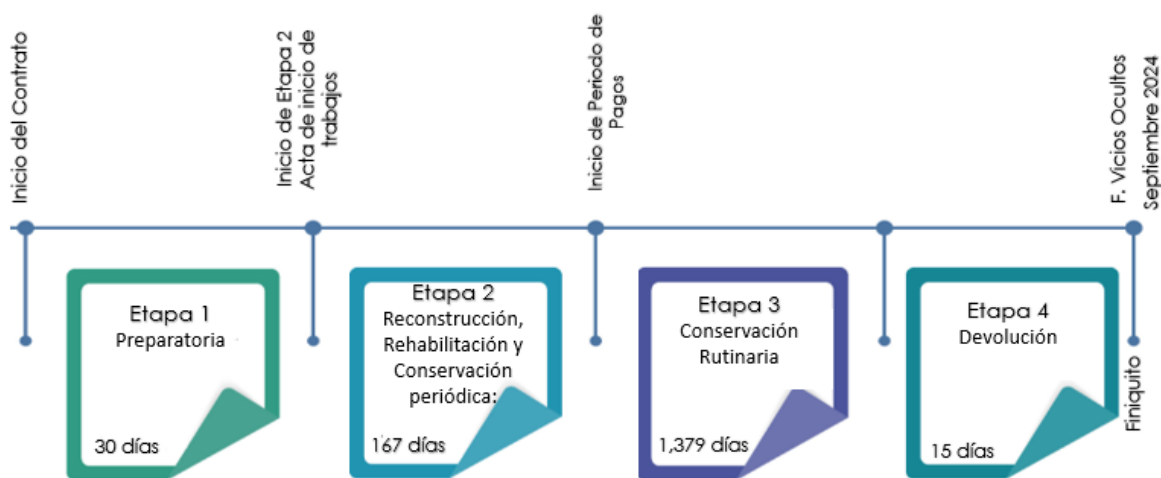 Inicio del Contrato
Inicio de Etapa 2
Acta de inicio de
trabajos
Inicio de Periodo de
Pagos
F. Vicios Ocultos
Septiembre 2024
Etapa 1
Preparatoria
30 días
Etapa 2
Reconstrucción,
Rehabilitación y
Conservación
periódica:
167 días
Etapa 3
Conservación
Rutinaria
1,379 días
Etapa 4
Devolución
15 días
Finiquito